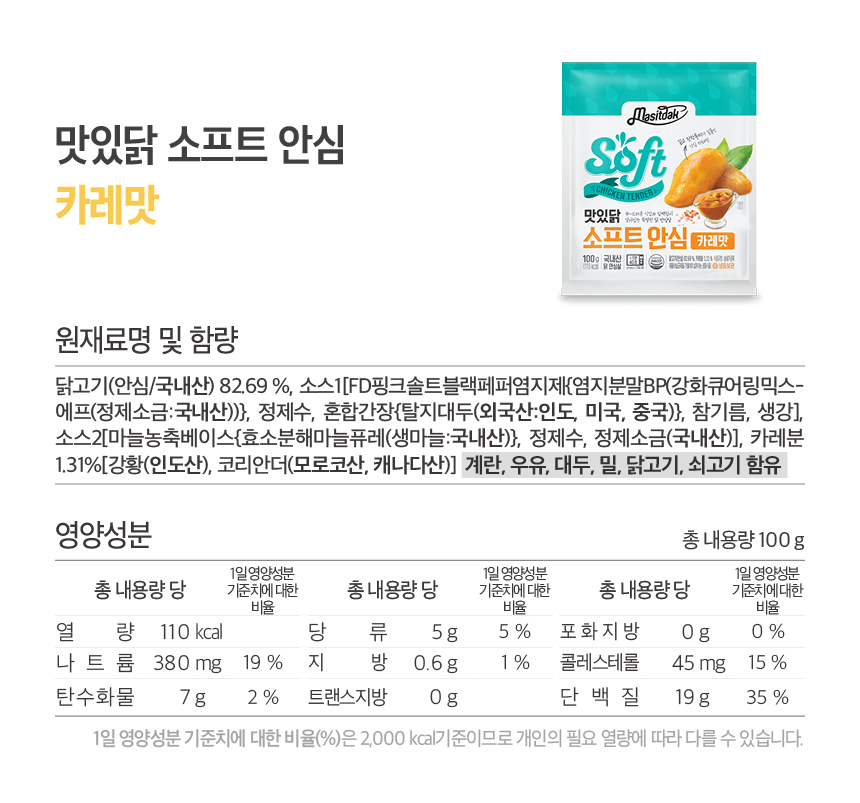 맛있닭 소프트 안심
카레맛
Masitdak
Soft
CHICKEN TENDER
맛있닭
소프트 안심 카레맛
100g
국내산
원재료명 및 함량
닭고기(안심/국내산) 82.69 %, 소스1[FD핑크솔트블랙페퍼염지제{염지분말BP(강화큐어링믹스-
에프(정제소금:국내산))}, 정제수, 혼합간장{탈지대두(외국산:인도, 미국, 중국)}, 참기름, 생강],
소스2[마늘농축베이스{효소분해마늘퓨레(생마늘:국내산)}, 정제수, 정제소금(국내산)], 카레분
1.31%[강황(인도산), 코리안더(모로코산, 캐나다산)] 계란, 우유, 대두, 밀, 닭고기, 쇠고기 함유
영양성분
총 내용량 100 g
총 내용량 당 1일 영양성분 기준치에 대한 비율 총 내용량 당 1일 영양성분 기준치에 대한 비율 총 내용량 당 1일 영양성분 기준치에 대한 비율
열 량 110 kcal 당 류 5 g 5 % 포화지방 0 g 0 %
나트륨 380 mg 19 % 지 방 0.6 g 1 % 콜레스테롤 45 mg 15 %
탄수화물 7 g 2 % 트랜스지방 0 g 단백질 19 g 35 %
1일 영양성분 기준치에 대한 비율(%)은 2,000 kcal기준이므로 개인의 필요 열량에 따라 다를 수 있습니다.